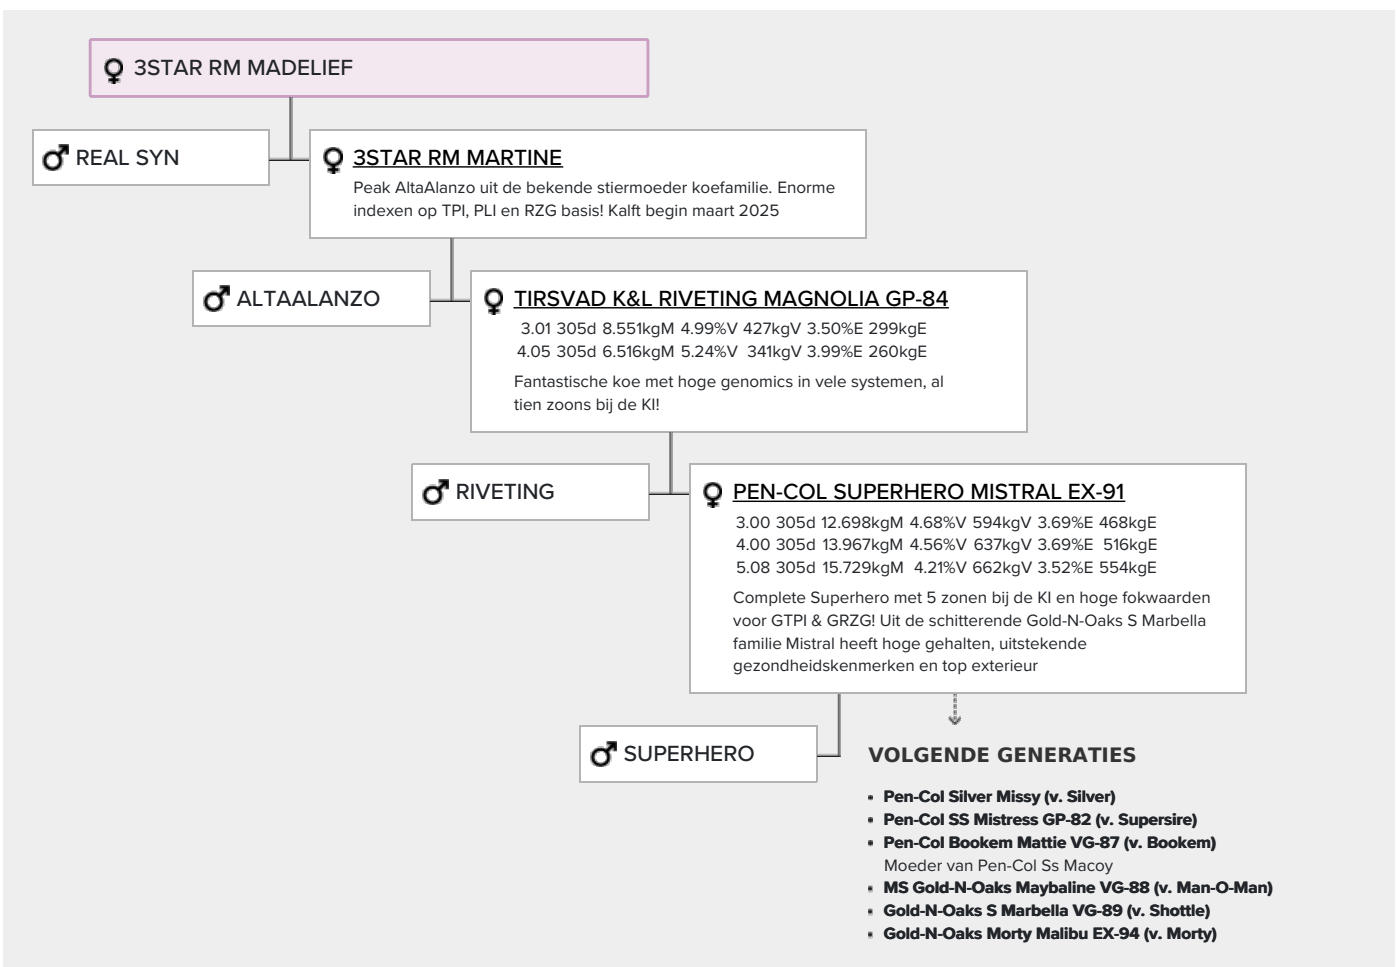 3STAR RM MADELIEF
REAL SYN
3STAR RM MARTINE
Peak AltaAlanzo uit de bekende stiermoeder koefamilie. Enorme
indexen op TPI, PLI en RZG basis! Kalft begin maart 2025
ALTAALANZO
TIRSVAD K&L RIVETING MAGNOLIA GP-84
3.01 305d 8.551kgM 4.99%V 427kgV 3.50%E 299kgE
4.05 305d 6.516kgM 5.24%V 341kgV 3.99%E 260kgE
Fantastische koe met hoge genomics in vele systemen, al
tien zoons bij de KI!
RIVETING
PEN-COL SUPERHERO MISTRAL EX-91
3.00 305d 12.698kgM 4.68%V 594kgV 3.69%E 468kgE
4.00 305d 13.967kgM 4.56%V 637kgV 3.69%E 516kgE
5.08 305d 15.729kgM 4.21%V 662kgV 3.52%E 554kgE
Complete Superhero met 5 zonen bij de KI en hoge fokwaarden
voor GTPI & GRZG! Uit de schitterende Gold-N-Oaks S Marbella
familie Mistral heeft hoge gehalten, uitstekende
gezondheidskenmerken en top exterieur
SUPERHERO
VOLGENDE GENERATIES
• Pen-Col Silver Missy (v. Silver)
• Pen-Col SS Mistress GP-82 (v. Supersire)
• Pen-Col Bookem Mattie VG-87 (v. Bookem)
Moeder van Pen-Col Ss Macoy
• MS Gold-N-Oaks Maybaline VG-88 (v. Man-O-Man)
• Gold-N-Oaks S Marbella VG-89 (v. Shottle)
• Gold-N-Oaks Morty Malibu EX-94 (v. Morty)